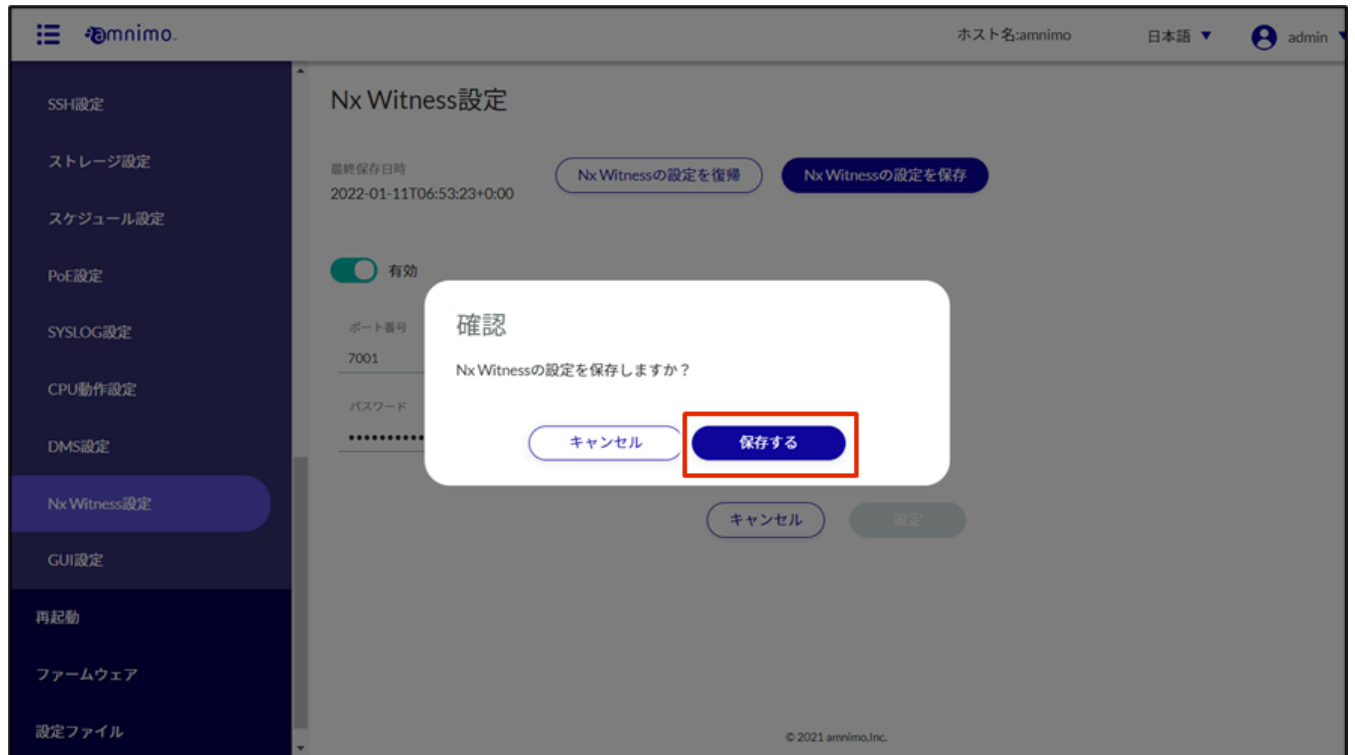 amnimo.
ホスト名:amnimo
日本語 ▼
admin
SSH設定
ストレージ設定
スケジュール設定
PoE設定
SYSLOG設定
CPU動作設定
DMS設定
Nx Witness設定
GUI設定
再起動
ファームウェア
設定ファイル
Nx Witness設定
最終保存日時
2022-01-11T06:53:23+0:00
Nx Witnessの設定を復帰
Nx Witnessの設定を保存
有効
ポート番号
7001
パスワード
••••••••••
確認
Nx Witnessの設定を保存しますか？
キャンセル
保存する
キャンセル
設定
© 2021 amnimo,Inc.